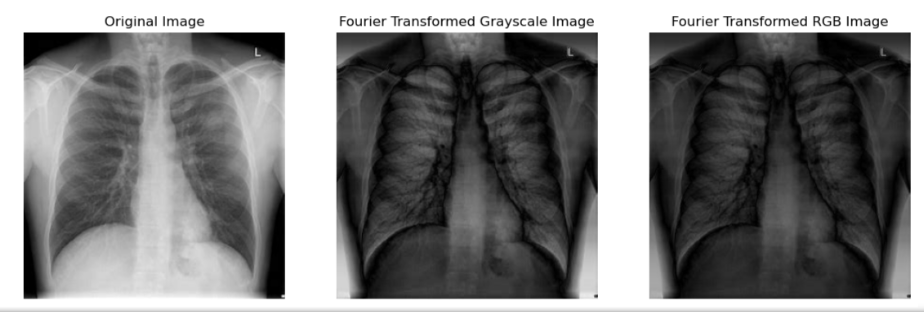 Original Image
Fourier Transformed Grayscale Image
Fourier Transformed RGB Image
L
L
L